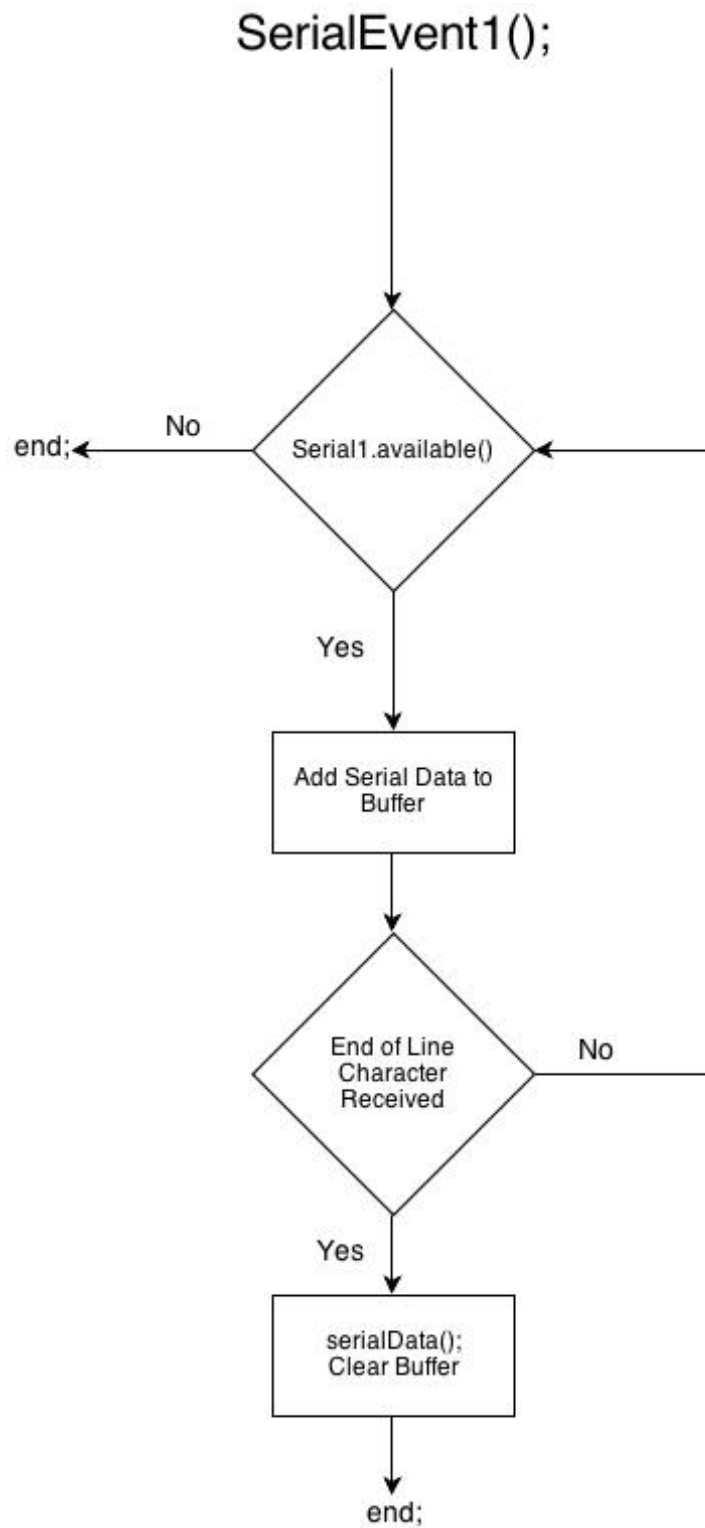 SerialEvent1();
No
end;
Serial1.available()
Yes
Add Serial Data to
Buffer
End of Line
Character
Received
No
Yes
serialData();
Clear Buffer
end;